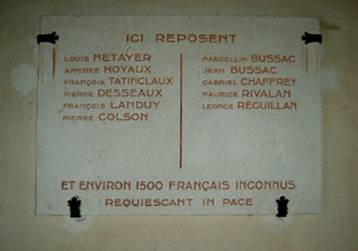 ICI REPOSENT
LOUIS METAYER
AMEDEE HOYAUX
FRANÇOIS TATINCLAUX
PIERRE DESSEAUX
FRANÇOIS LANDUY
PIERRE COLSON
MARCELLIN BUSSAC
JEAN BUSSAC
GABRIEL CHAFFREY
MAURICE RIVALAN
LEONCE REGUILLAN
ET ENVIRON 1500 FRANÇAIS INCONNUS
REQUIESCANT IN PACE